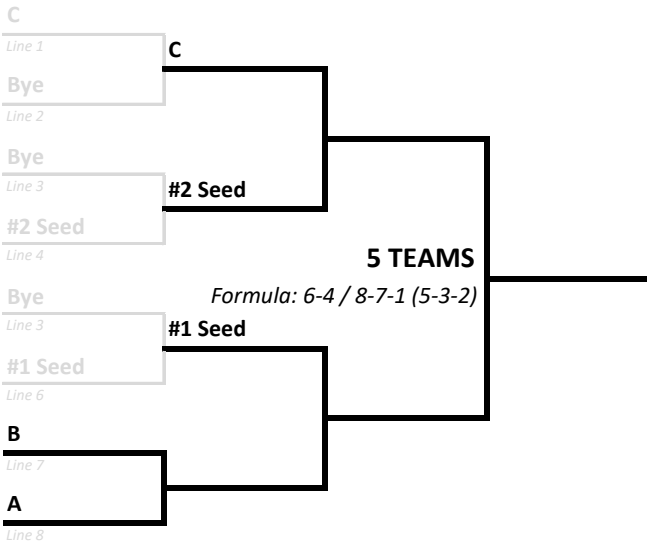 C
Line 1
C
Bye
Line 2
Bye
Line 3
#2 Seed
#2 Seed
Line 4
5 TEAMS
Bye
Formula: 6-4 / 8-7-1 (5-3-2)
Line 3
#1 Seed
#1 Seed
Line 6
B
Line 7
A
Line 8